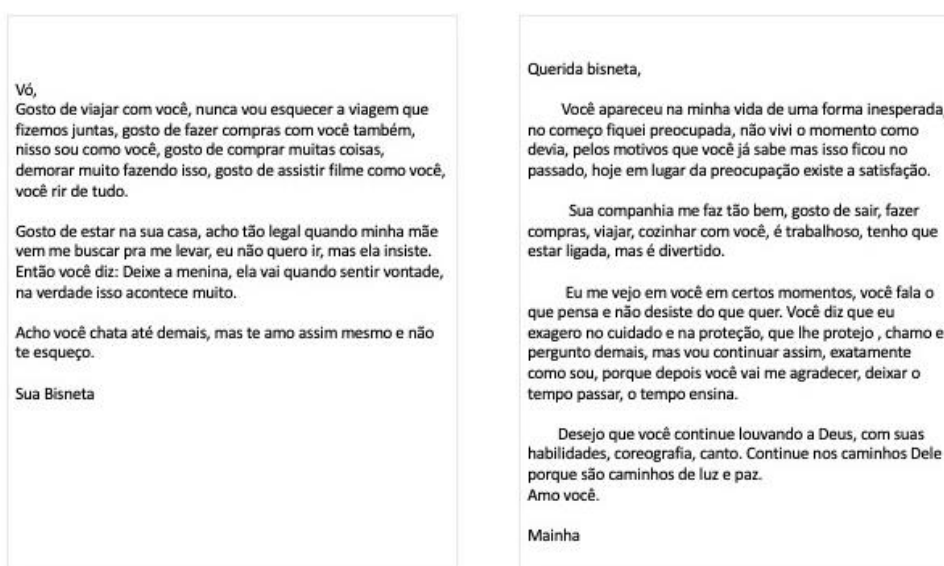 Vó,
Gosto de viajar com você, nunca vou esquecer a viagem que
fizemos juntas, gosto de fazer compras com você também,
nisso sou como você, gosto de comprar muitas coisas,
demorar muito fazendo isso, gosto de assistir filme como você,
você rir de tudo.
Gosto de estar na sua casa, acho tão legal quando minha mãe
vem me buscar pra me levar, eu não quero ir, mas ela insiste.
Então você diz: Deixe a menina, ela vai quando sentir vontade,
na verdade isso acontece muito.
Acho você chata até demais, mas te amo assim mesmo e não
te esqueço.
Sua Bisneta
Querida bisneta,
Você apareceu na minha vida de uma forma inesperada,
no começo fiquei preocupada, não vivi o momento como
devia, pelos motivos que você já sabe mas isso ficou no
passado, hoje em lugar da preocupação existe a satisfação.
Sua companhia me faz tão bem, gosto de sair, fazer
compras, viajar, cozinhar com você, é trabalhoso, tenho que
estar ligada, mas é divertido.
Eu me vejo em você em certos momentos, você fala o
que pensa e não desiste do que quer. Você diz que eu
exagero no cuidado e na proteção, que lhe protejo , chamo e
pergunto demais, mas vou continuar assim, exatamente
como sou, porque depois você vai me agradecer, deixar o
tempo passar, o tempo ensina.
Desejo que você continue louvando a Deus, com suas
habilidades, coreografia, canto. Continue nos caminhos Dele
porque são caminhos de luz e paz.
Amo você.
Mainha